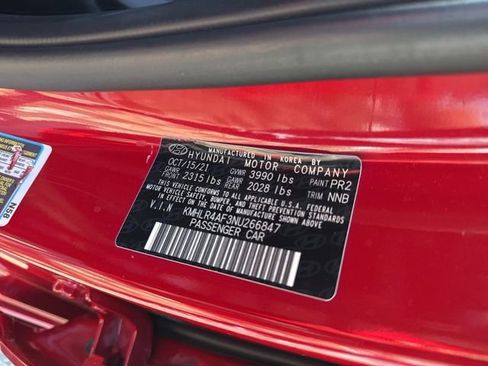 MANUFACTURED IN KOREA BY
HYUNDAI MOTOR COMPANY
OCT/15/21 GVWR 3990 lbs PAINT PR2
FRONT GAWR 2315 lbs REAR GAWR 2028 lbs TRIM NNB
THIS VEHICLE CONFORMS TO ALL APPLICABLE U.S.A. FEDERAL
MOTOR VEHICLE SAFETY, BUMPER, AND THEFT PREVENTION
STANDARDS IN EFFECT ON THE DATE OF MANUFACTURE SHOWN ABOVE.
V.I.N KMHLR4AF3NU266847
PASSENGER CAR
NSB